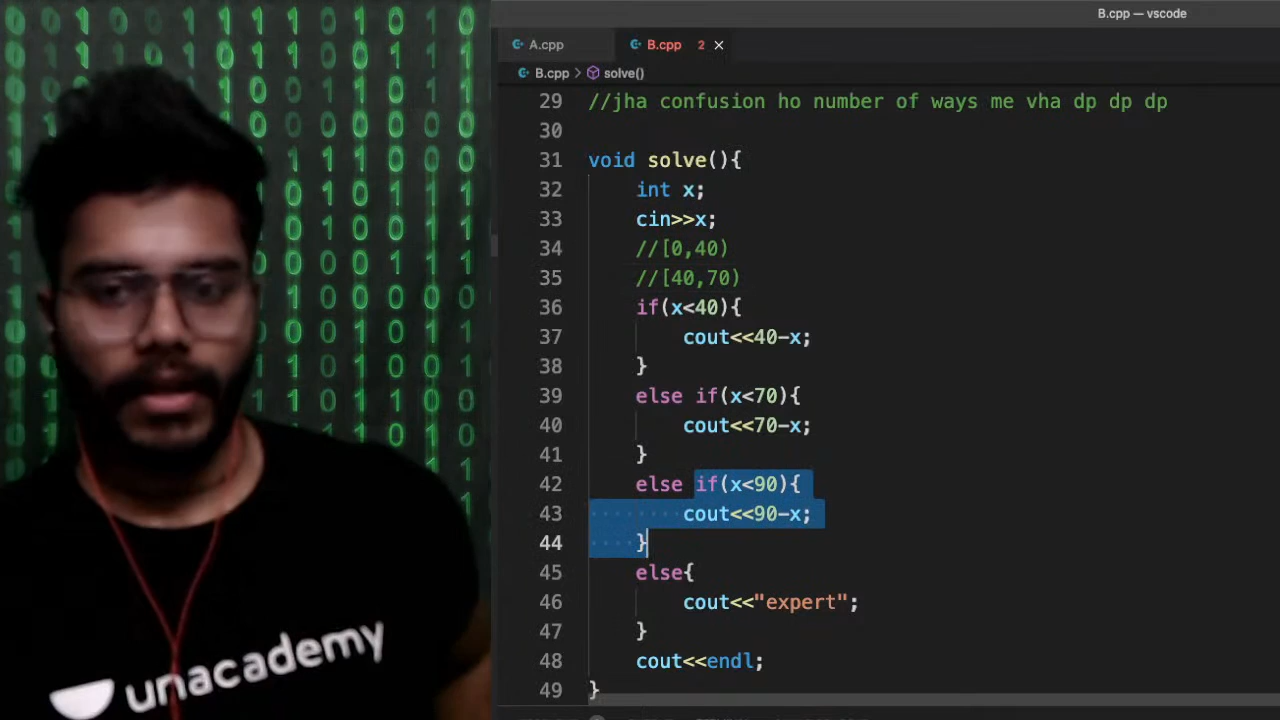 B.cpp — vscode
A.cpp
B.cpp 2 ×
B.cpp > solve()
29 //jha confusion ho number of ways me vha dp dp dp
30
31 void solve(){
32 int x;
33 cin>>x;
34 //[0,40)
35 //[40,70)
36 if(x<40){
37 cout<<40-x;
38 }
39 else if(x<70){
40 cout<<70-x;
41 }
42 else if(x<90){
43 cout<<90-x;
44 }
45 else{
46 cout<<"expert";
47 }
48 cout<<endl;
49 }
unacademy